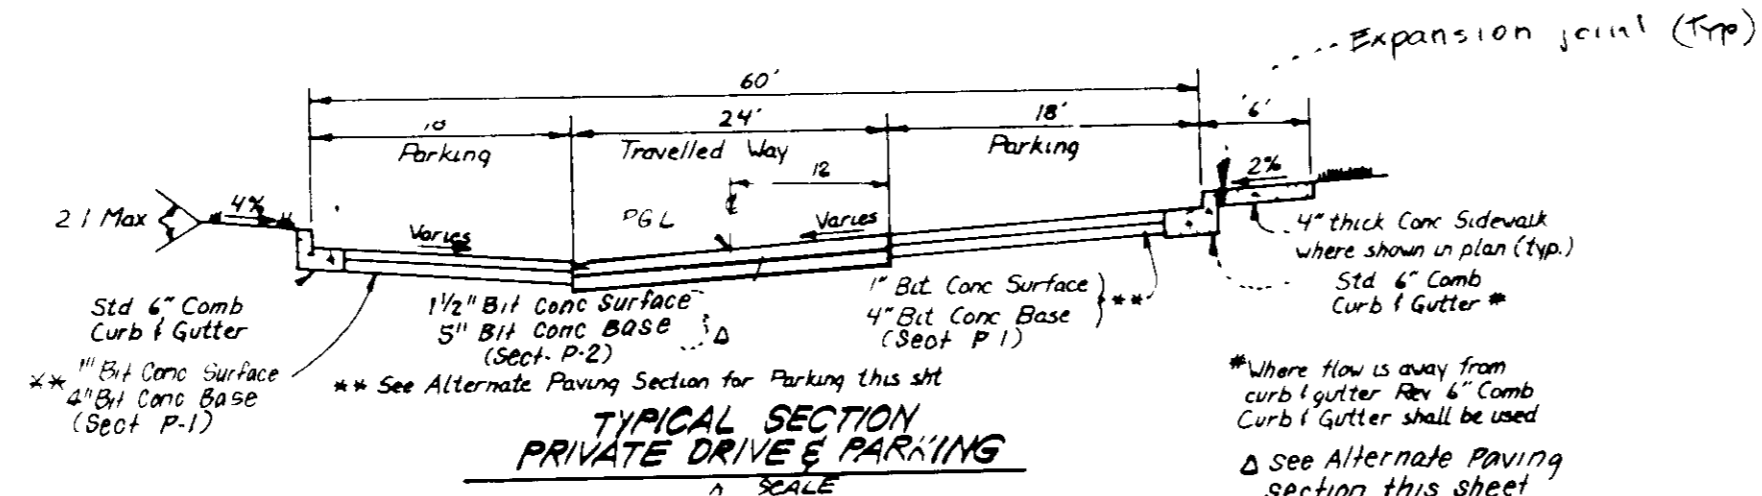 Expansion joint (Typ)
60'
18 24' 18' 6'
Parking Travelled Way Parking
12
2%
4%
2 1 Max
PGL
Varies
Varies
4" thick Conc Sidewalk
where shown in plan (typ.)
Std 6" Comb
Curb & Gutter #
Std 6" Comb
Curb & Gutter
1 1/2" Bit Conc Surface
5" Bit Conc Base
(Sect. P-2)
Δ
1" Bit Conc Surface
4" Bit Conc Base
(Sect P 1)
**
** 1" Bit Conc Surface
4" Bit Conc Base
(Sect P-1)
** See Alternate Paving Section for Parking this sht
#Where flow is away from
curb & gutter Rev 6" Comb
Curb & Gutter shall be used
Δ see Alternate Paving
section this sheet
TYPICAL SECTION
PRIVATE DRIVE & PARKING
SCALE